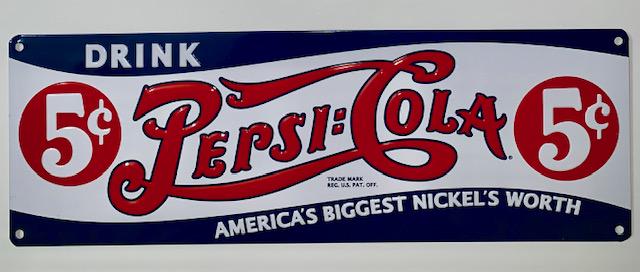 DRINK
5¢
PEPSI:COLA
5¢
TRADE MARK
REG. U.S. PAT. OFF.
AMERICA'S BIGGEST NICKEL'S WORTH